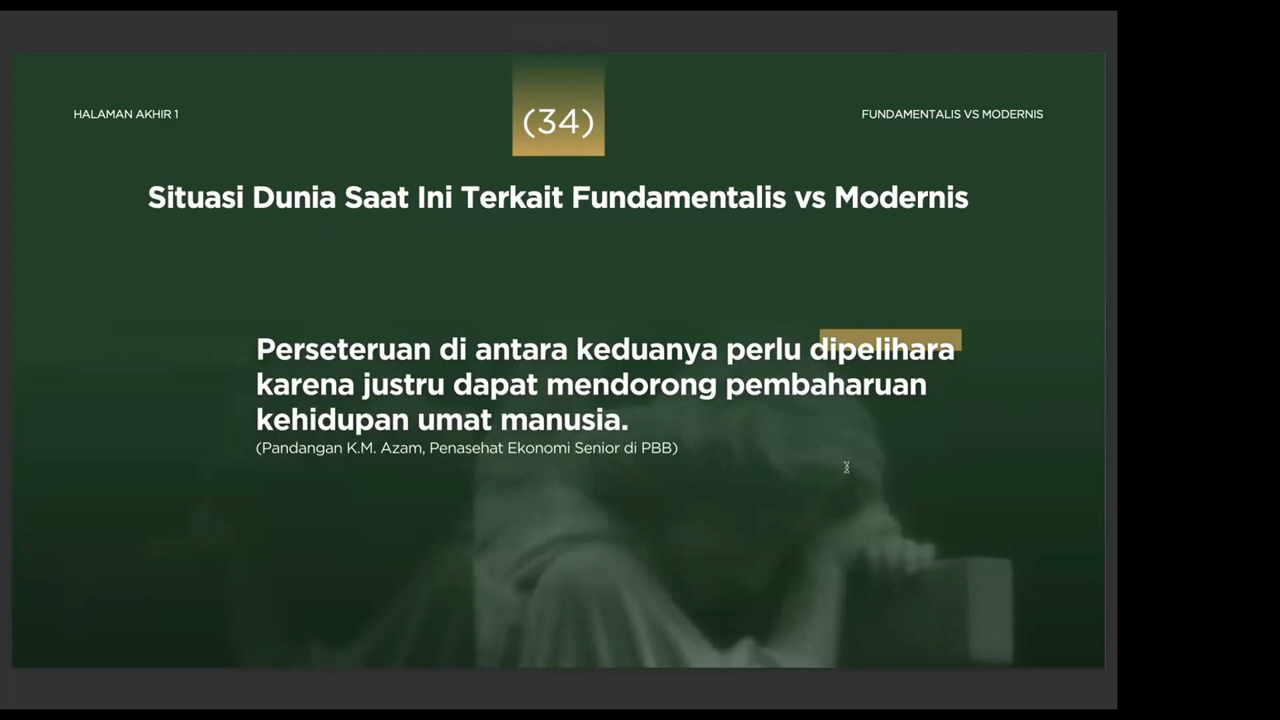 HALAMAN AKHIR 1
(34)
FUNDAMENTALIS VS MODERNIS
Situasi Dunia Saat Ini Terkait Fundamentalis vs Modernis
Perseteruan di antara keduanya perlu dipelihara
karena justru dapat mendorong pembaharuan
kehidupan umat manusia.
(Pandangan K.M. Azam, Penasehat Ekonomi Senior di PBB)